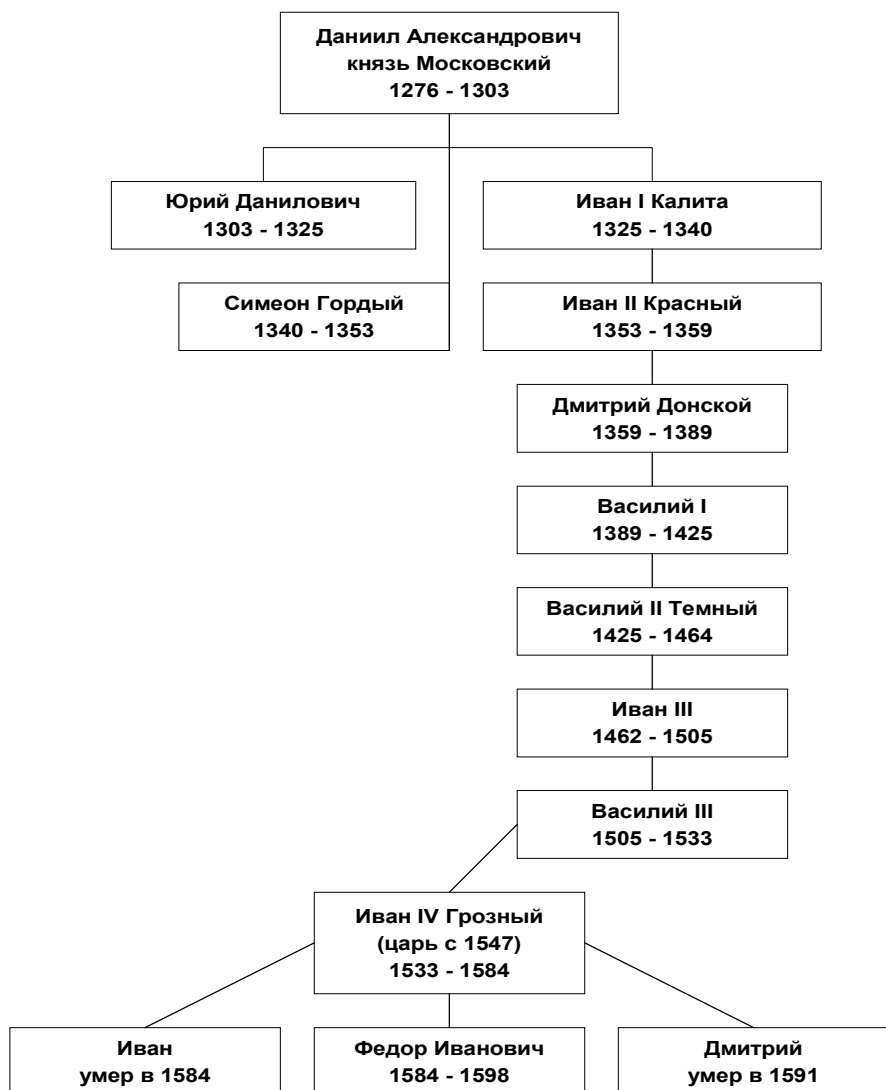 Даниил Александрович
князь Московский
1276 - 1303
Юрий Данилович
1303 - 1325
Иван I Калита
1325 - 1340
Симеон Гордый
1340 - 1353
Иван II Красный
1353 - 1359
Дмитрий Донской
1359 - 1389
Василий I
1389 - 1425
Василий II Темный
1425 - 1464
Иван III
1462 - 1505
Василий III
1505 - 1533
Иван IV Грозный
(царь с 1547)
1533 - 1584
Иван
умер в 1584
Федор Иванович
1584 - 1598
Дмитрий
умер в 1591